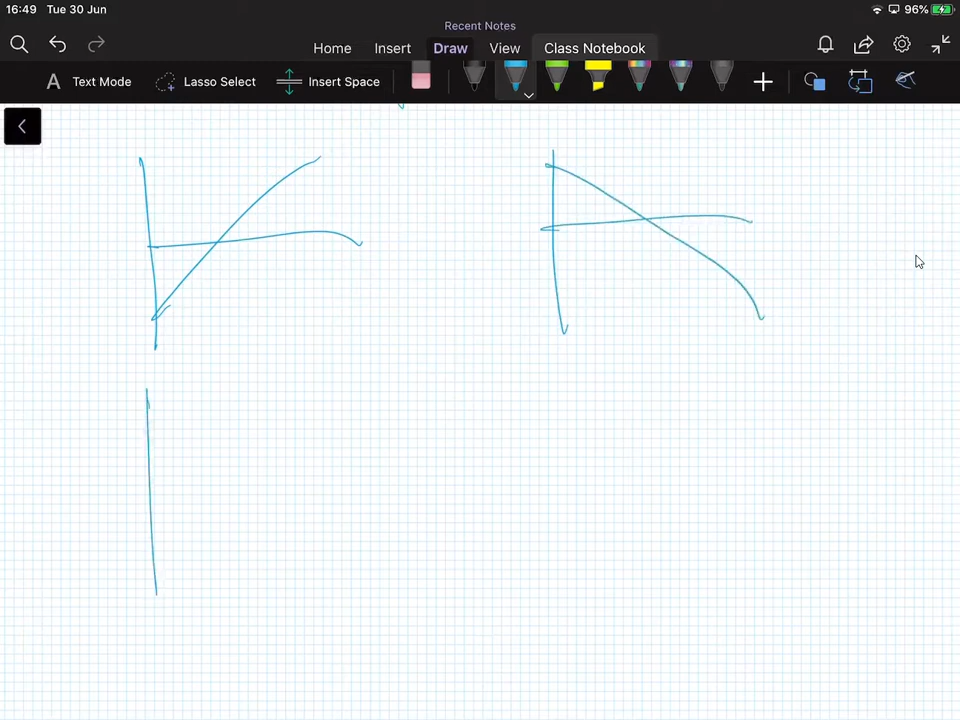 16:49 Tue 30 Jun 96%
Recent Notes
Home Insert Draw View Class Notebook
A Text Mode Lasso Select Insert Space